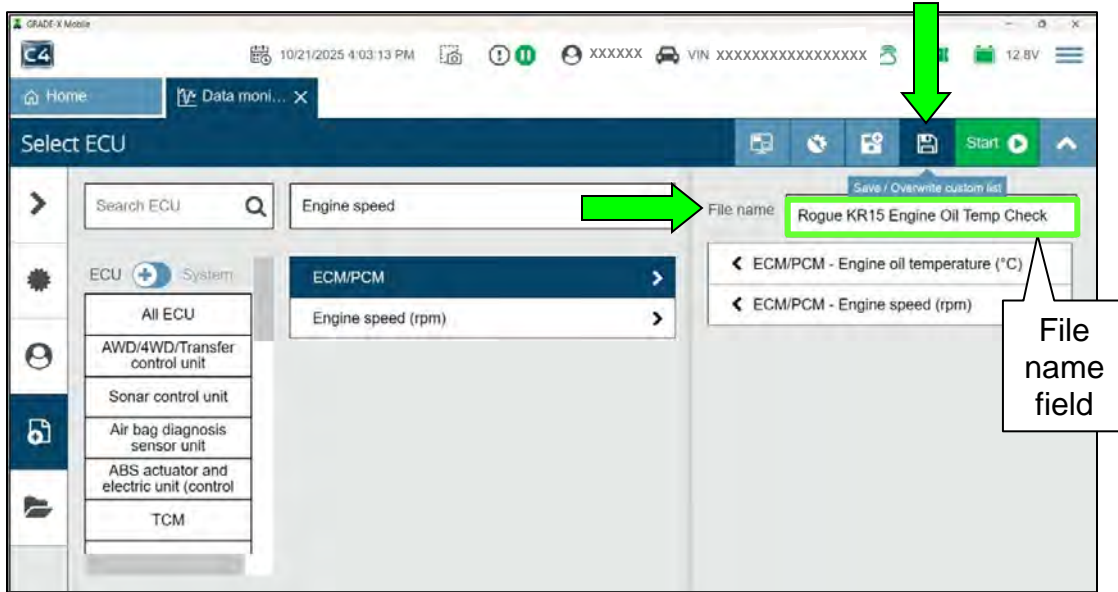 GRADE-X Mobile
C4
10/21/2025 4:03:13 PM
XXXXXX
VIN XXXXXXXXXXXXXXXXX
12.8V
Home
Data moni...
Select ECU
Start
Save / Overwrite custom list
Search ECU
Engine speed
File name
Rogue KR15 Engine Oil Temp Check
ECU
System
All ECU
AWD/4WD/Transfer
control unit
Sonar control unit
Air bag diagnosis
sensor unit
ABS actuator and
electric unit (control
TCM
ECM/PCM
Engine speed (rpm)
ECM/PCM - Engine oil temperature (°C)
ECM/PCM - Engine speed (rpm)
File
name
field